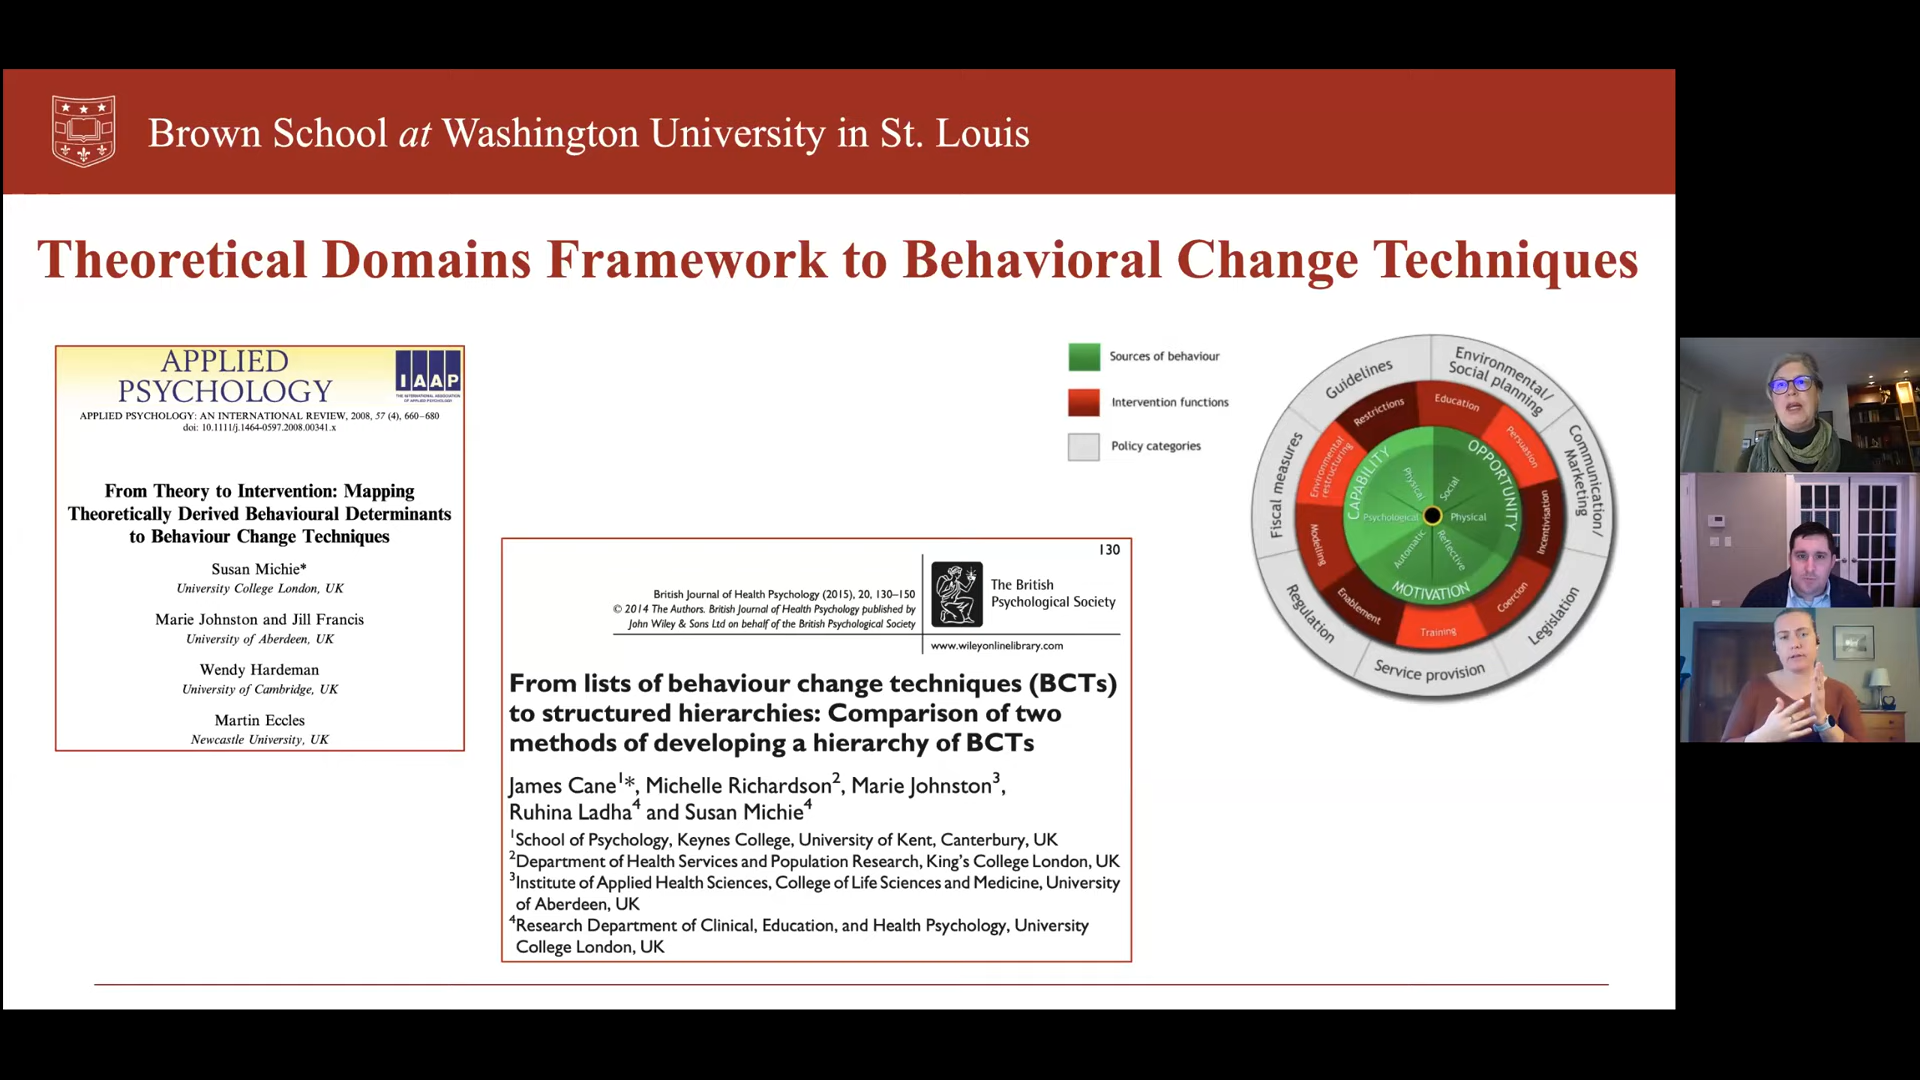 Brown School at Washington University in St. Louis
Theoretical Domains Framework to Behavioral Change Techniques
APPLIED
PSYCHOLOGY
IAAP
THE INTERNATIONAL ASSOCIATION
OF APPLIED PSYCHOLOGY
APPLIED PSYCHOLOGY: AN INTERNATIONAL REVIEW, 2008, 57 (4), 660–680
doi: 10.1111/j.1464-0597.2008.00341.x
From Theory to Intervention: Mapping
Theoretically Derived Behavioural Determinants
to Behaviour Change Techniques
Susan Michie*
University College London, UK
Marie Johnston and Jill Francis
University of Aberdeen, UK
Wendy Hardeman
University of Cambridge, UK
Martin Eccles
Newcastle University, UK
130
British Journal of Health Psychology (2015), 20, 130–150
© 2014 The Authors. British Journal of Health Psychology published by
John Wiley & Sons Ltd on behalf of the British Psychological Society
The British
Psychological Society
www.wileyonlinelibrary.com
From lists of behaviour change techniques (BCTs)
to structured hierarchies: Comparison of two
methods of developing a hierarchy of BCTs
James Cane1*, Michelle Richardson2, Marie Johnston3,
Ruhina Ladha4 and Susan Michie4
1School of Psychology, Keynes College, University of Kent, Canterbury, UK
2Department of Health Services and Population Research, King's College London, UK
3Institute of Applied Health Sciences, College of Life Sciences and Medicine, University
of Aberdeen, UK
4Research Department of Clinical, Education, and Health Psychology, University
College London, UK
Sources of behaviour
Intervention functions
Policy categories
Guidelines
Environmental/
Social planning
Communication/
Marketing
Legislation
Service provision
Regulation
Fiscal measures
Restrictions
Education
Persuasion
Incentivisation
Coercion
Training
Enablement
Modelling
Environmental
restructuring
CAPABILITY
OPPORTUNITY
MOTIVATION
Physical
Social
Psychological
Physical
Automatic
Reflective